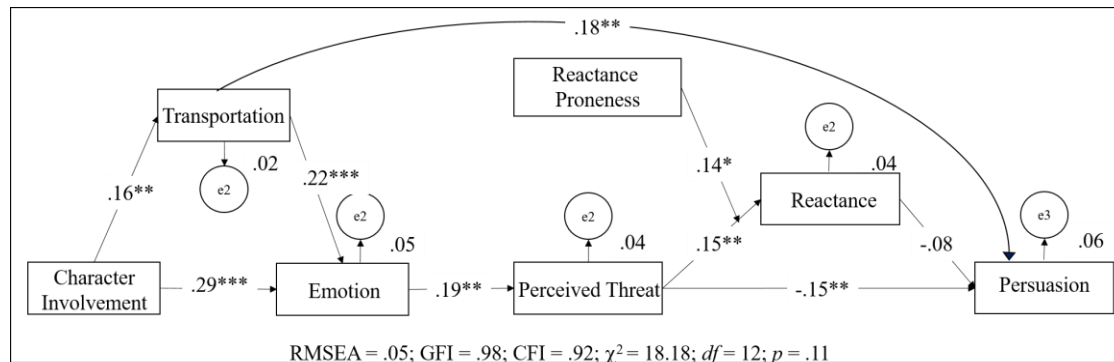 .18**
Reactance
Proneness
Transportation
e2
.02
e2
.04
.14*
.16**
.22***
e2
.05
e2
.04
Reactance
.15**
-.08
e3
.06
Character
Involvement
.29***
Emotion
.19**
Perceived Threat
-.15**
Persuasion
RMSEA = .05; GFI = .98; CFI = .92; χ² = 18.18; df = 12; p = .11